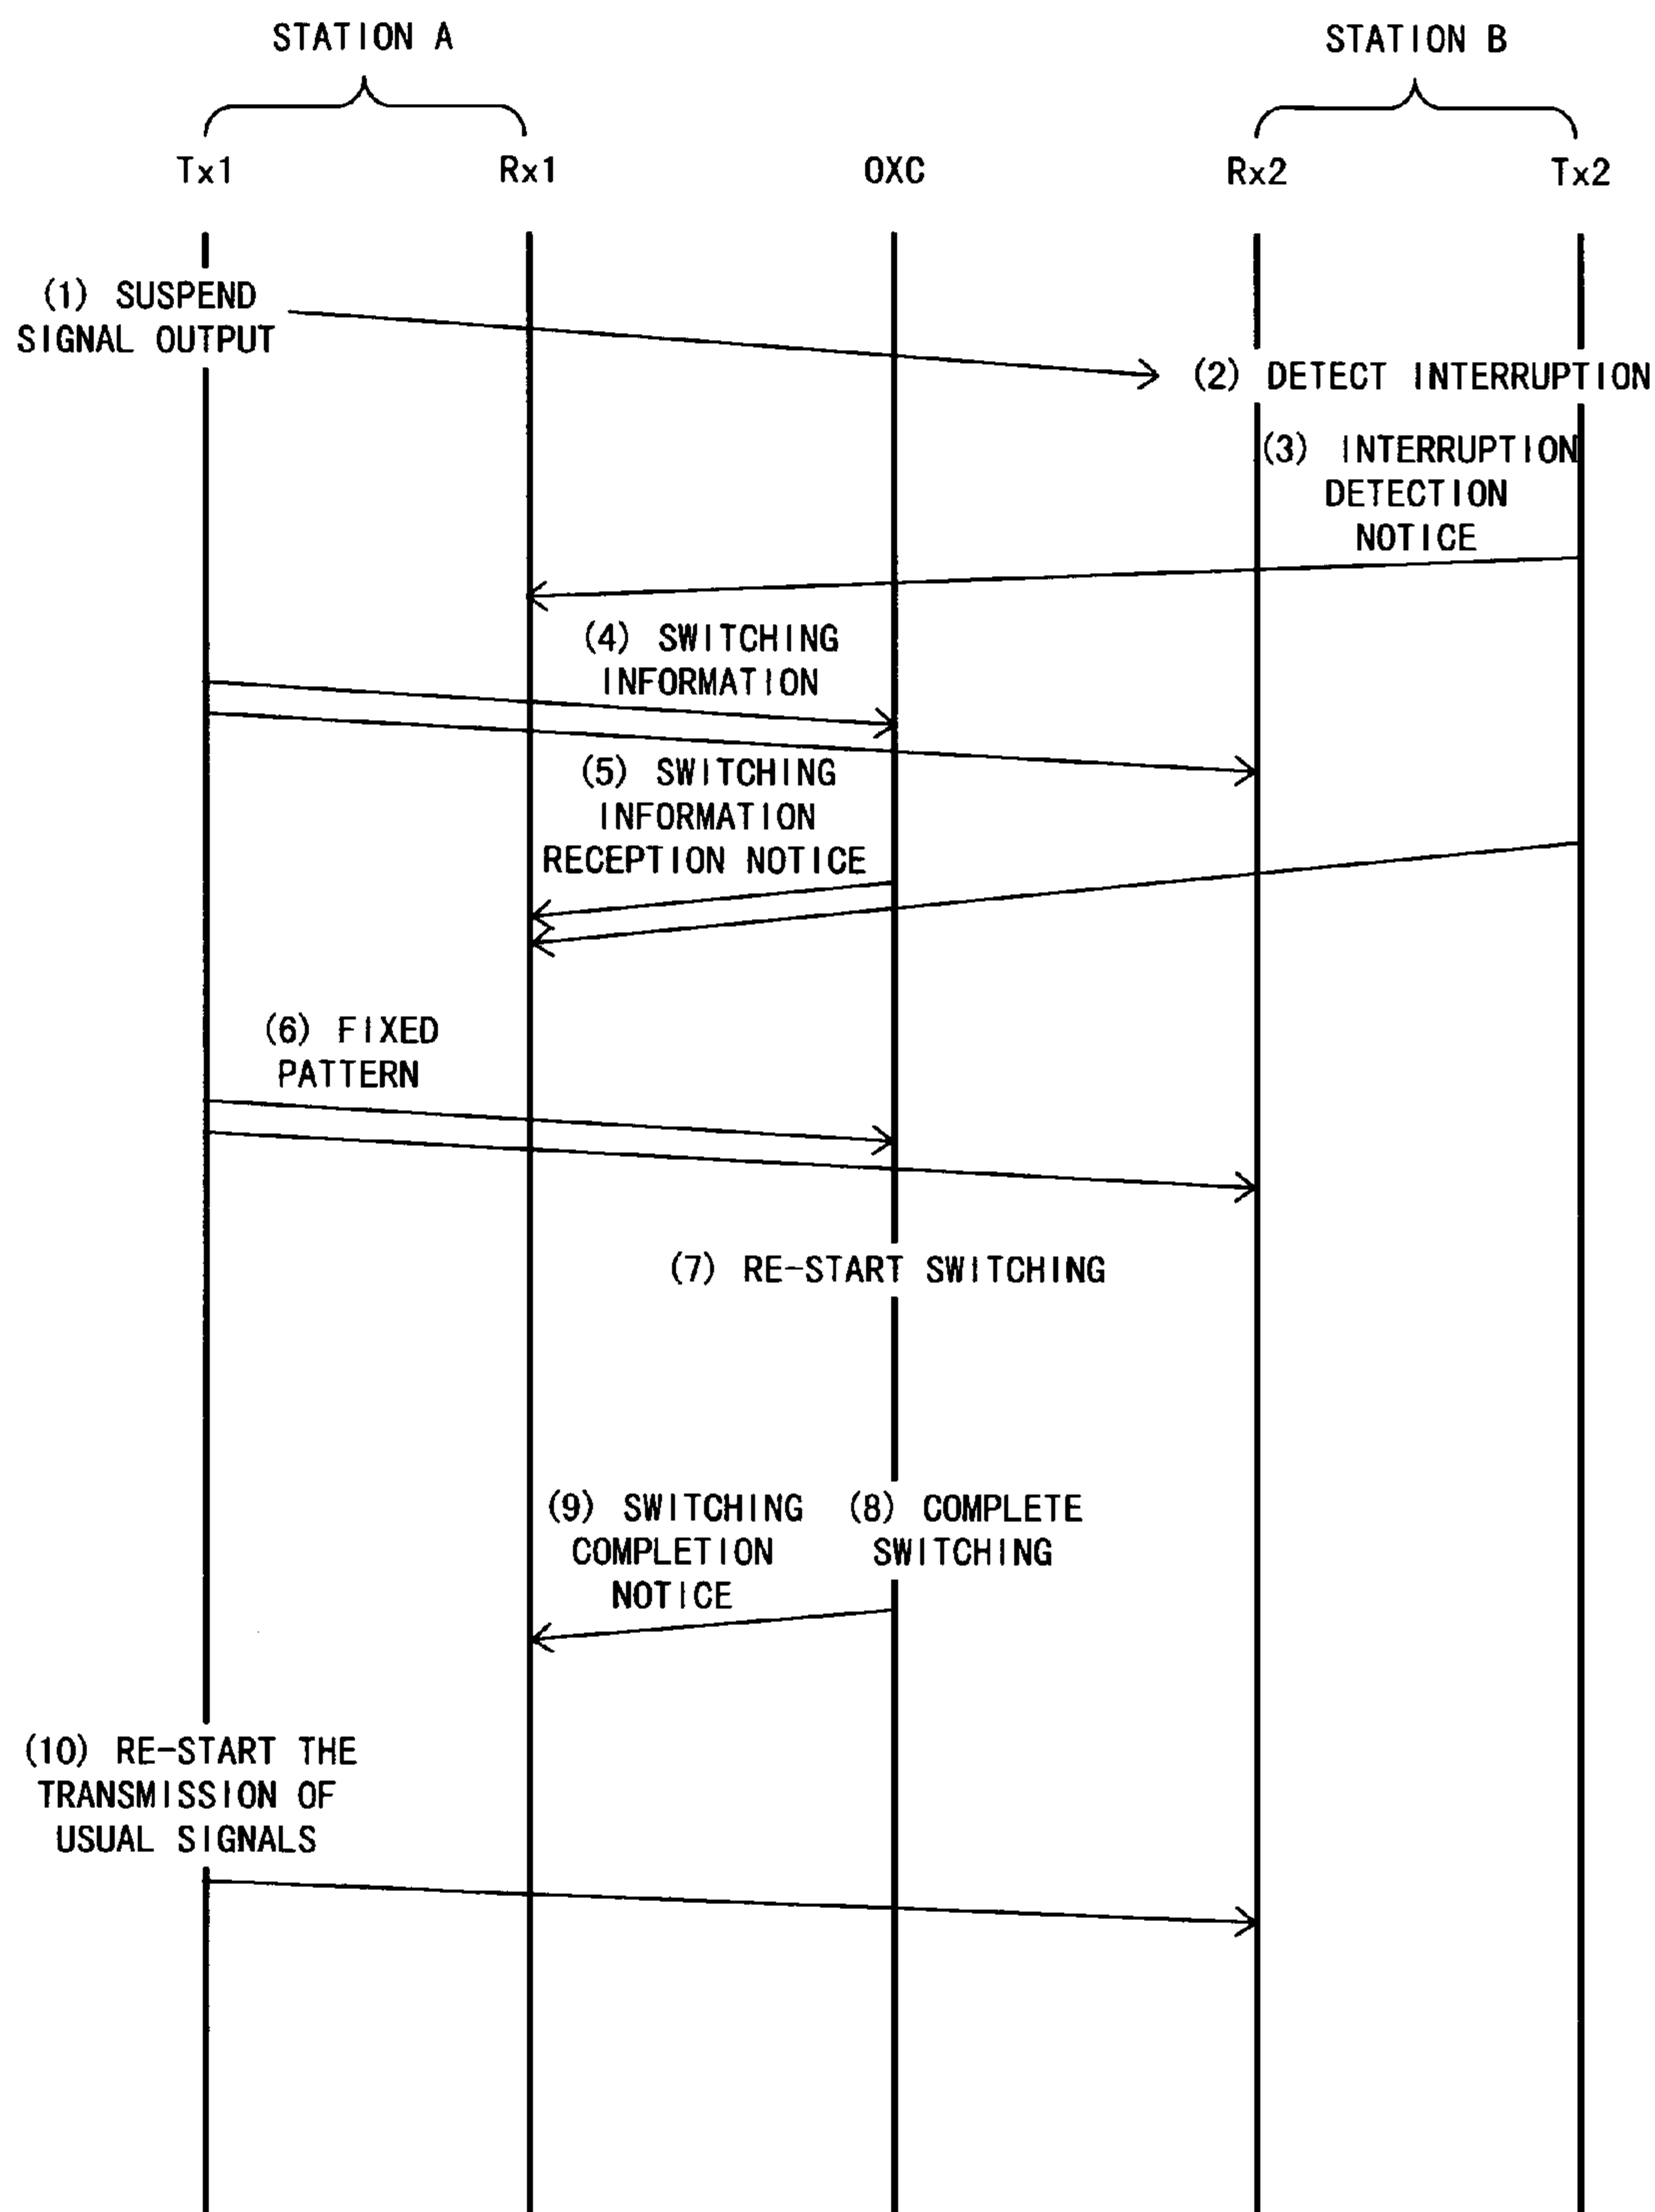 STATION A
STATION B
Tx1
Rx1
OXC
Rx2
Tx2
(1) SUSPEND
SIGNAL OUTPUT
(2) DETECT INTERRUPTION
(3) INTERRUPTION
DETECTION
NOTICE
(4) SWITCHING
INFORMATION
(5) SWITCHING
INFORMATION
RECEPTION NOTICE
(6) FIXED
PATTERN
(7) RE-START SWITCHING
(9) SWITCHING
COMPLETION
NOTICE
(8) COMPLETE
SWITCHING
(10) RE-START THE
TRANSMISSION OF
USUAL SIGNALS